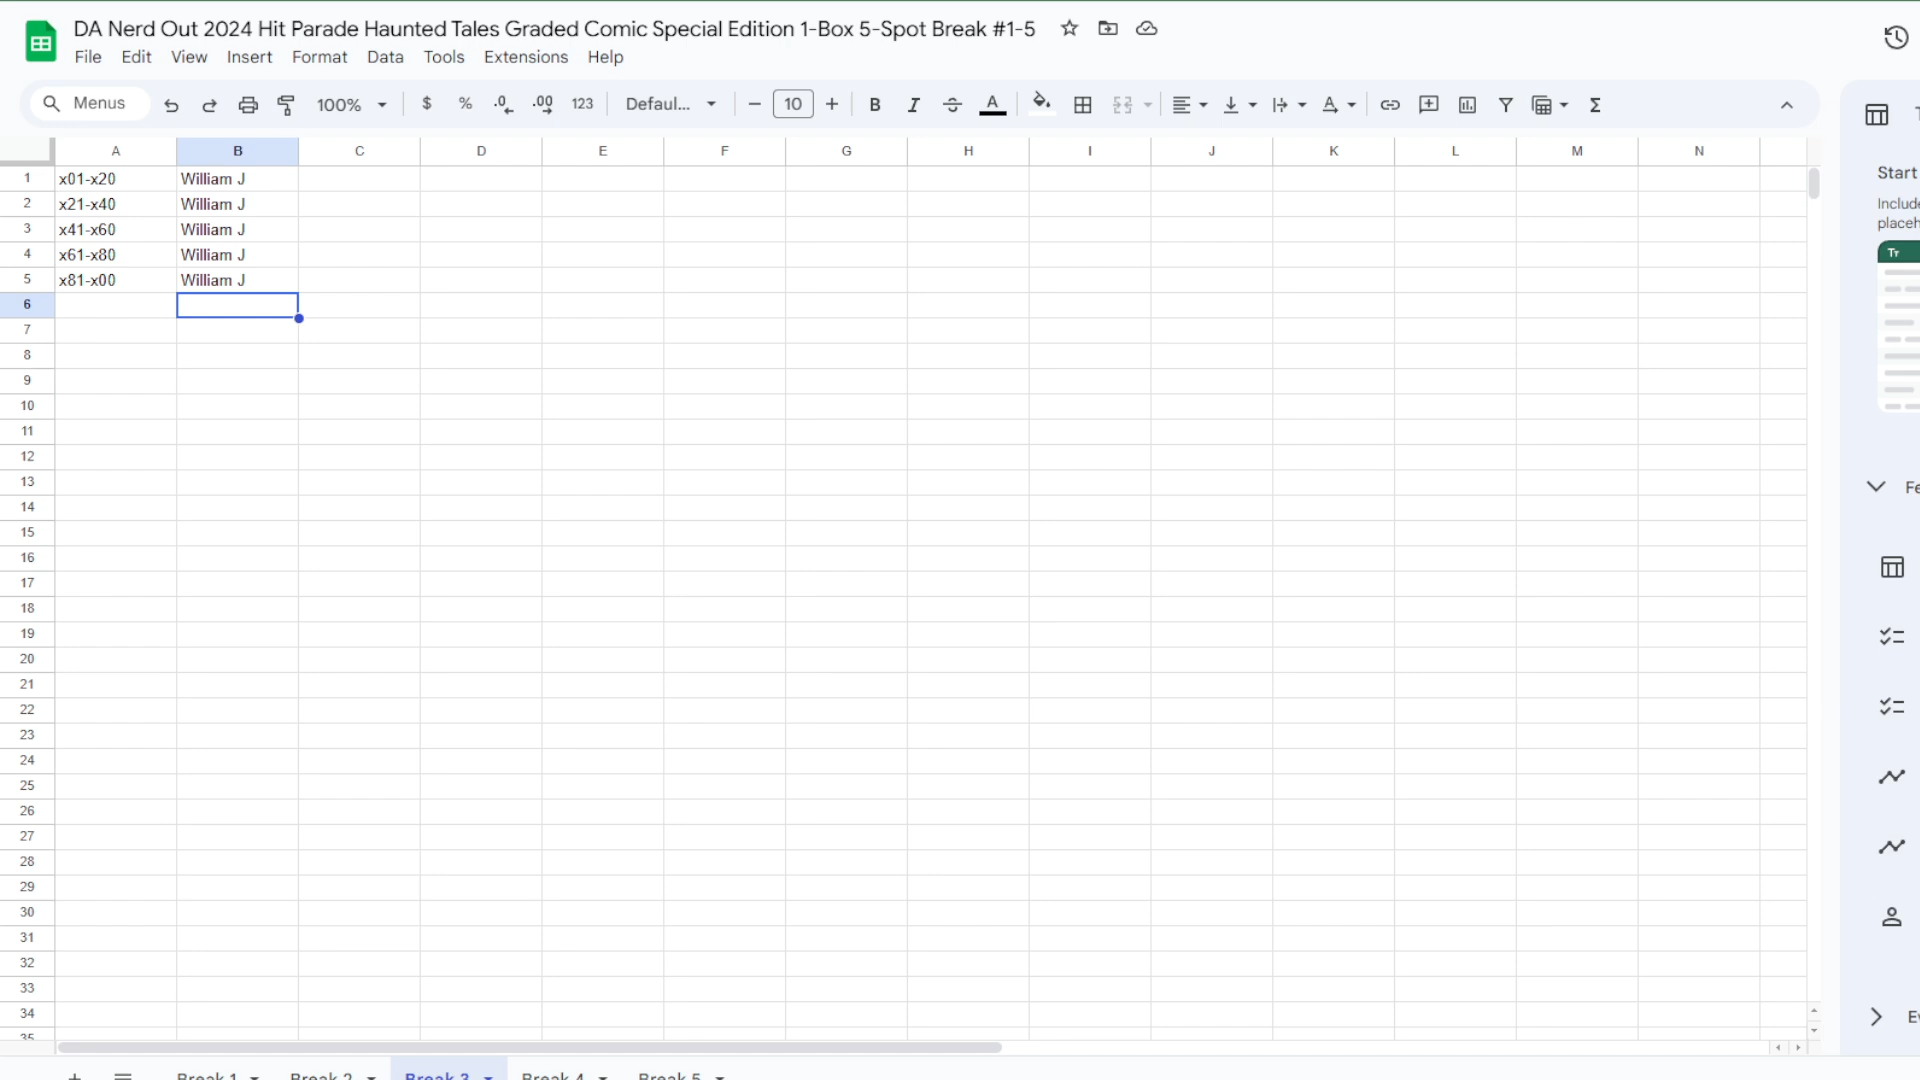 DA Nerd Out 2024 Hit Parade Haunted Tales Graded Comic Special Edition 1-Box 5-Spot Break #1-5
File Edit View Insert Format Data Tools Extensions Help
Menus 100% $ % .0 .00 123 Defaul... 10 B I A
A B C D E F G H I J K L M N
1 x01-x20 William J
2 x21-x40 William J
3 x41-x60 William J
4 x61-x80 William J
5 x81-x00 William J
6
7
8
9
10
11
12
13
14
15
16
17
18
19
20
21
22
23
24
25
26
27
28
29
30
31
32
33
34
35
Break 1 Break 2 Break 3 Break 4 Break 5
Start